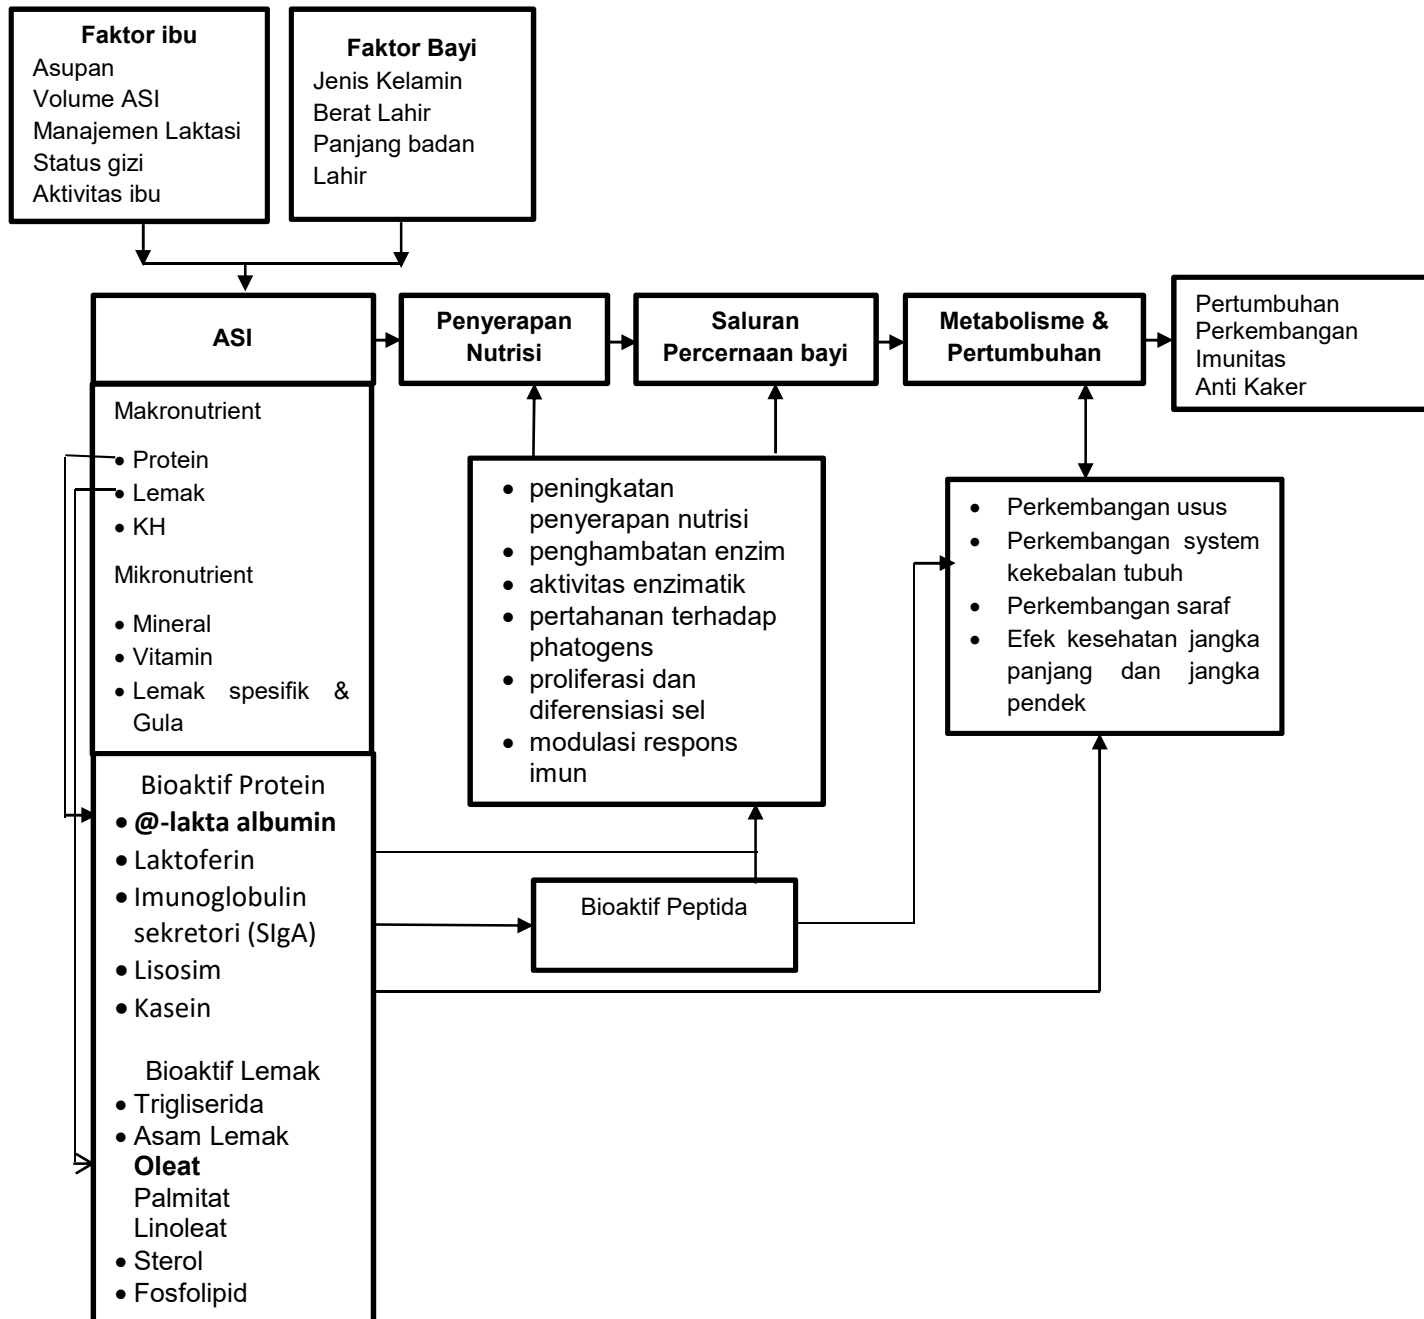 Faktor ibu
Asupan
Volume ASI
Manajemen Laktasi
Status gizi
Aktivitas ibu
Faktor Bayi
Jenis Kelamin
Berat Lahir
Panjang badan
Lahir
ASI
Penyerapan
Nutrisi
Saluran
Percernaan bayi
Metabolisme &
Pertumbuhan
Pertumbuhan
Perkembangan
Imunitas
Anti Kaker
Makronutrient
• Protein
• Lemak
• KH
Mikronutrient
• Mineral
• Vitamin
• Lemak spesifik &
Gula
• peningkatan
penyerapan nutrisi
• penghambatan enzim
• aktivitas enzimatik
• pertahanan terhadap
phatogens
• proliferasi dan
diferensiasi sel
• modulasi respons
imun
• Perkembangan usus
• Perkembangan system
kekebalan tubuh
• Perkembangan saraf
• Efek kesehatan jangka
panjang dan jangka
pendek
Bioaktif Protein
• @-lakta albumin
• Laktoferin
• Imunoglobulin
sekretori (SIgA)
• Lisosim
• Kasein
Bioaktif Peptida
Bioaktif Lemak
• Trigliserida
• Asam Lemak
Oleat
Palmitat
Linoleat
• Sterol
• Fosfolipid